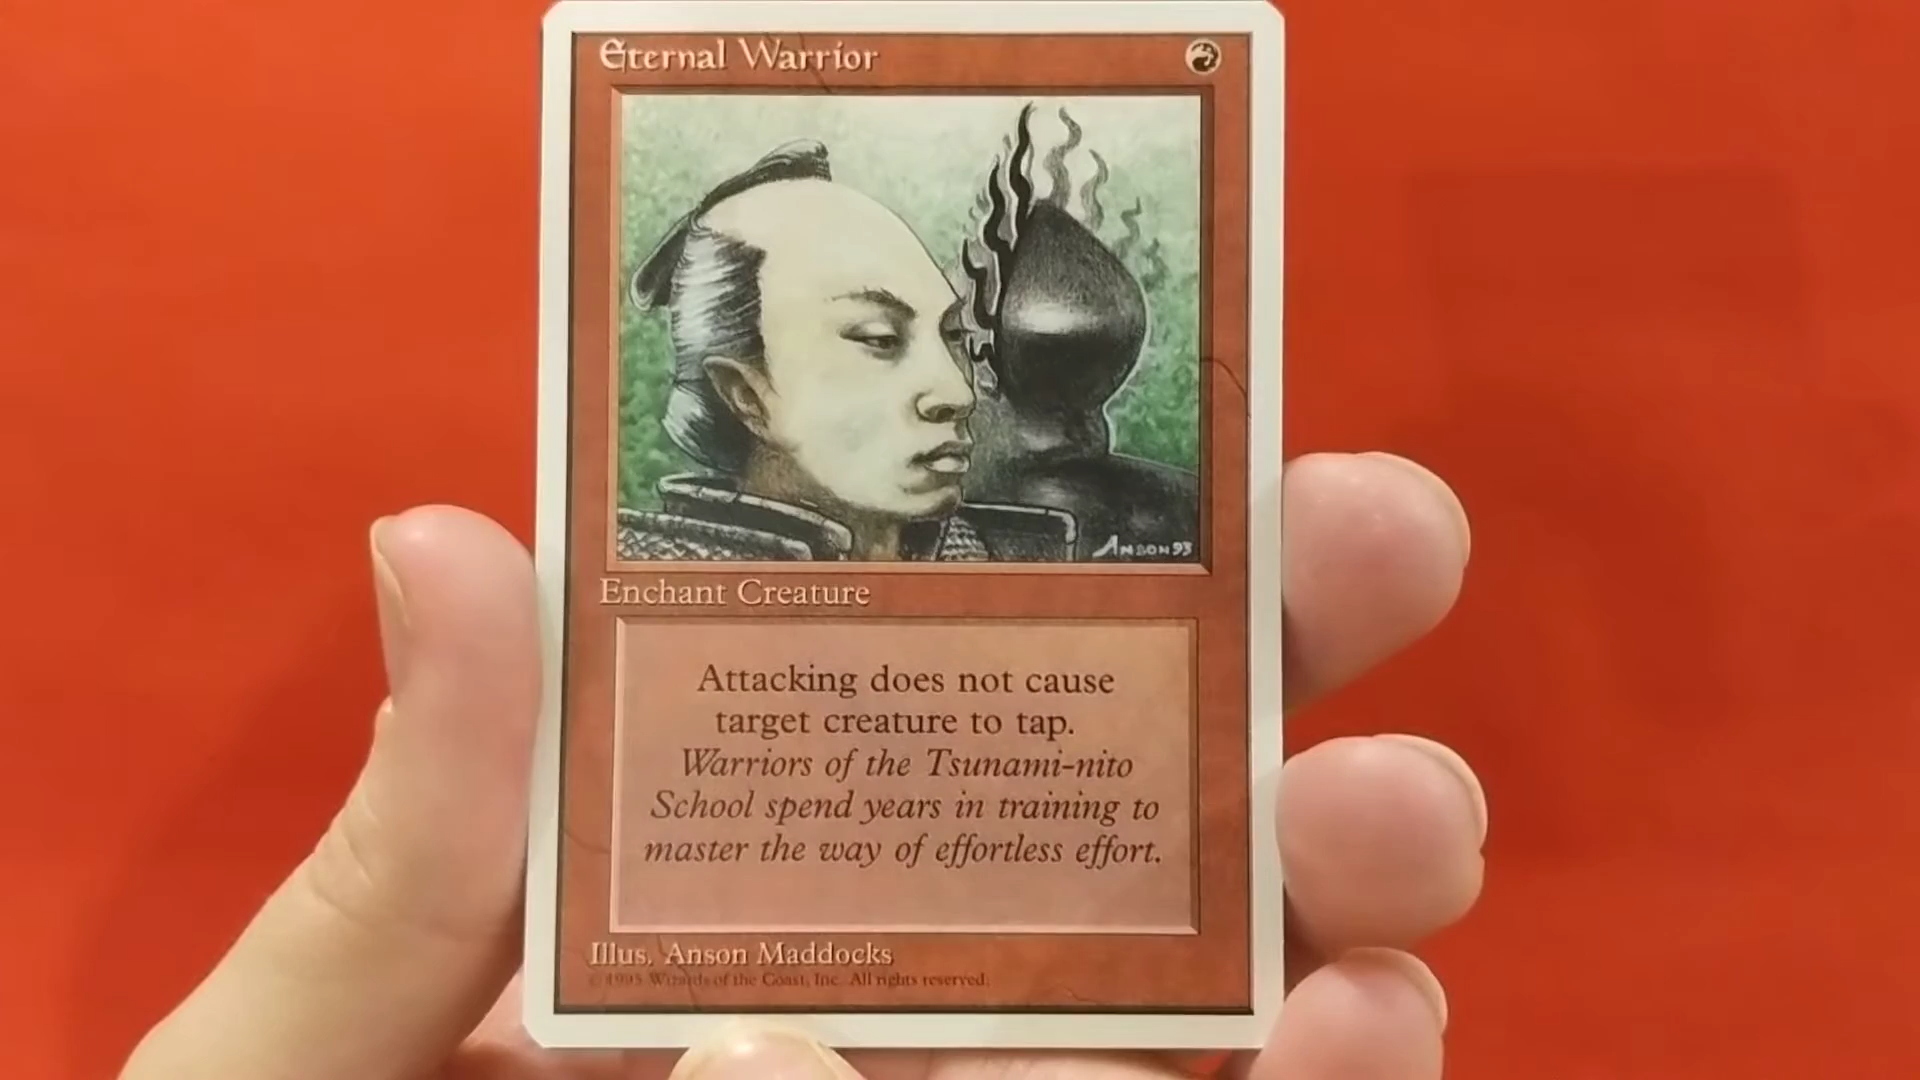 Eternal Warrior
ANSON 93
Enchant Creature
Attacking does not cause
target creature to tap.
Warriors of the Tsunami-nito
School spend years in training to
master the way of effortless effort.
Illus. Anson Maddocks
© 1995 Wizards of the Coast, Inc. All rights reserved.